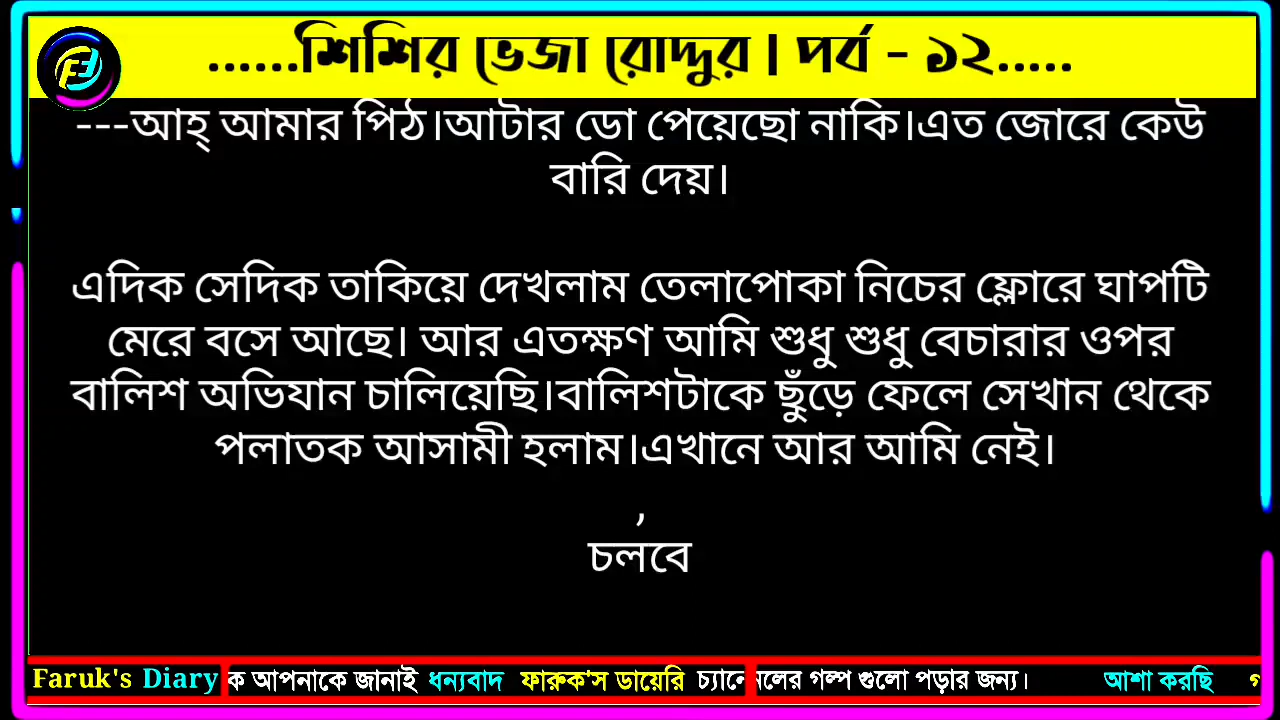 ......শিশির ভেজা রোদ্দুর | পর্ব - ১২.....
---আহ্ আমার পিঠ।আটার ডো পেয়েছো নাকি।এত জোরে কেউ
বারি দেয়।
এদিক সেদিক তাকিয়ে দেখলাম তেলাপোকা নিচের ফ্লোরে ঘাপটি
মেরে বসে আছে। আর এতক্ষণ আমি শুধু শুধু বেচারার ওপর
বালিশ অভিযান চালিয়েছি।বালিশটাকে ছুঁড়ে ফেলে সেখান থেকে
পলাতক আসামী হলাম।এখানে আর আমি নেই।
,
চলবে
Faruk's Diary ক আপনাকে জানাই ধন্যবাদ ফারুক'স ডায়েরি চ্যানেলের গল্প গুলো পড়ার জন্য। আশা করছি